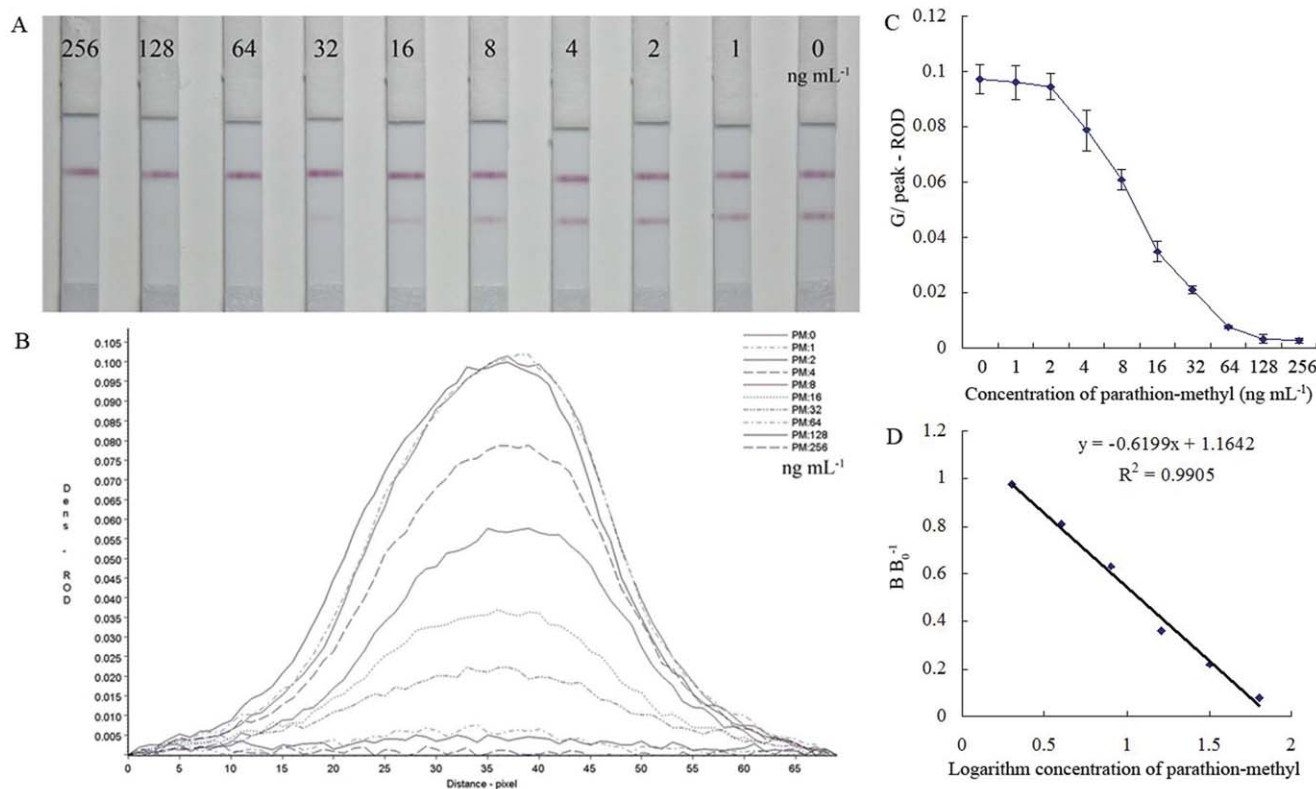 A
256 128 64 32 16 8 4 2 1 0
ng mL⁻¹
B
0.105
0.100
0.095
0.090
0.085
0.080
0.075
0.070
0.065
0.060
0.055
0.050
0.045
0.040
0.035
0.030
0.025
0.020
0.015
0.010
0.005
Dens - ROD
0 5 10 15 20 25 30 35 40 45 50 55 60 65
Distance - pixel
PM:0
PM:1
PM:2
PM:4
PM:8
PM:16
PM:32
PM:64
PM:128
PM:256
ng mL⁻¹
C
0.12
0.1
0.08
0.06
0.04
0.02
0
G/ peak - ROD
0 1 2 4 8 16 32 64 128 256
Concentration of parathion-methyl (ng mL⁻¹)
D
y = -0.6199x + 1.1642
R² = 0.9905
1.2
1
0.8
0.6
0.4
0.2
0
B B₀⁻¹
0 0.5 1 1.5 2
Logarithm concentration of parathion-methyl